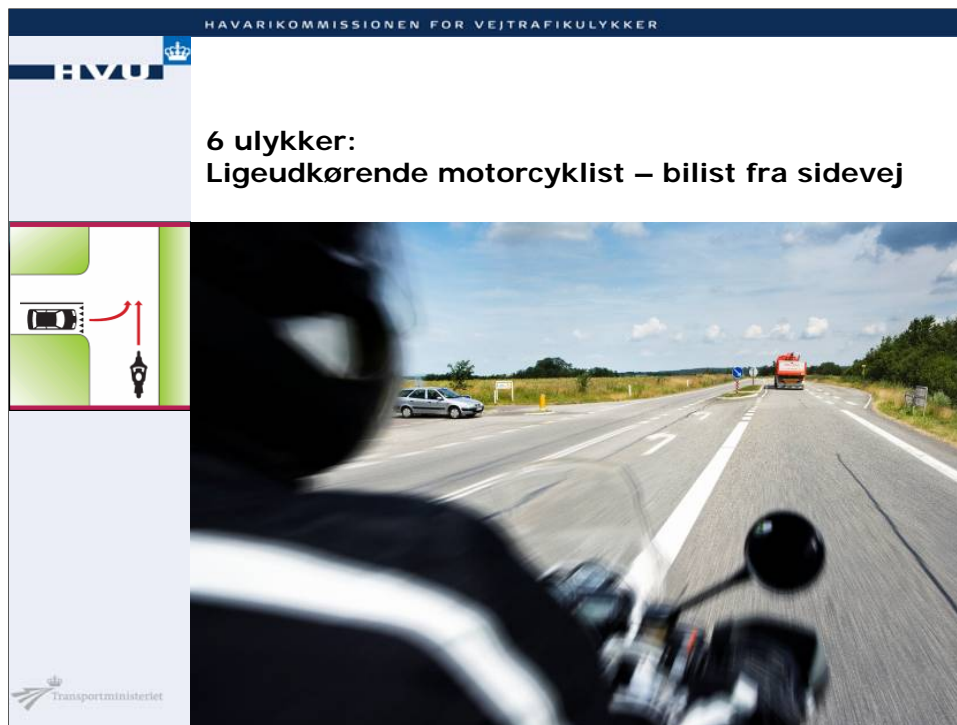 HAVARIKOMMISSIONEN FOR VEJTRAFIKULYKKER
HVU
6 ulykker:
Ligeudkørende motorcyklist – bilist fra sidevej
Transportministeriet